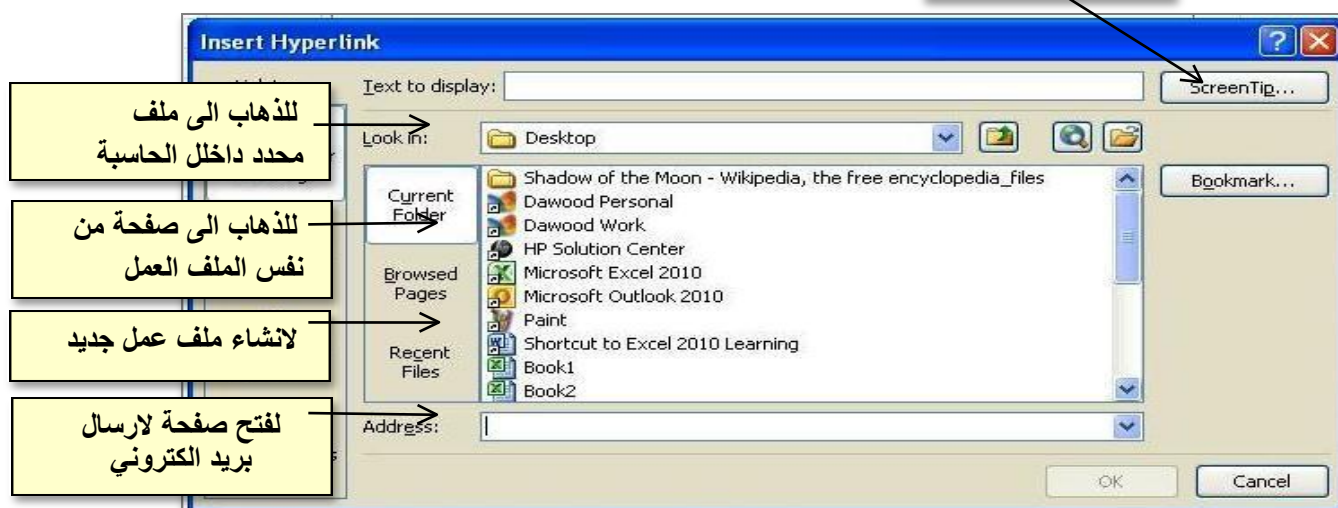 Insert Hyperlink
Text to display:
ScreenTip...
للذهاب الى ملف
محدد داخلل الحاسبة
Look in:
Desktop
Current
Folder
Shadow of the Moon - Wikipedia, the free encyclopedia_files
Bookmark...
Dawood Personal
Dawood Work
HP Solution Center
للذهاب الى صفحة من
نفس الملف العمل
Browsed
Pages
Microsoft Excel 2010
Microsoft Outlook 2010
Paint
لانشاء ملف عمل جديد
Recent
Files
Shortcut to Excel 2010 Learning
Book1
Book2
لفتح صفحة لارسال
بريد الكتروني
Address:
OK
Cancel